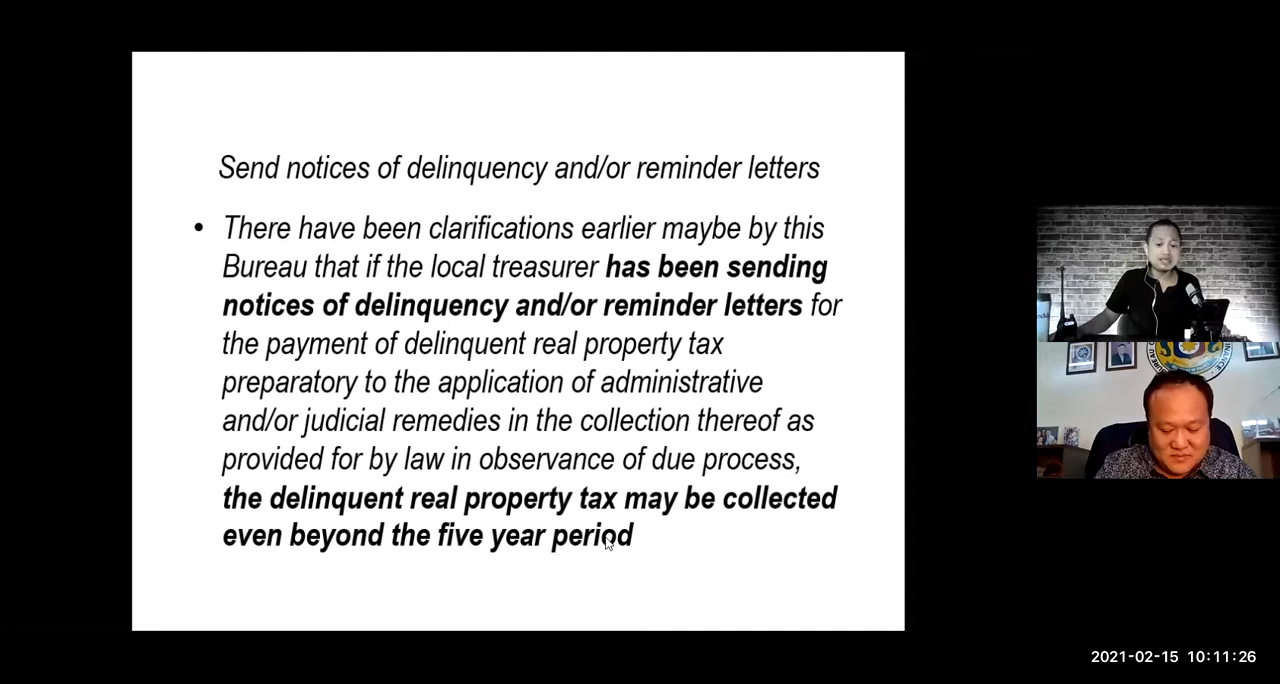 Send notices of delinquency and/or reminder letters
• There have been clarifications earlier maybe by this
Bureau that if the local treasurer has been sending
notices of delinquency and/or reminder letters for
the payment of delinquent real property tax
preparatory to the application of administrative
and/or judicial remedies in the collection thereof as
provided for by law in observance of due process,
the delinquent real property tax may be collected
even beyond the five year period
FINANCE
2021-02-15 10:11:26